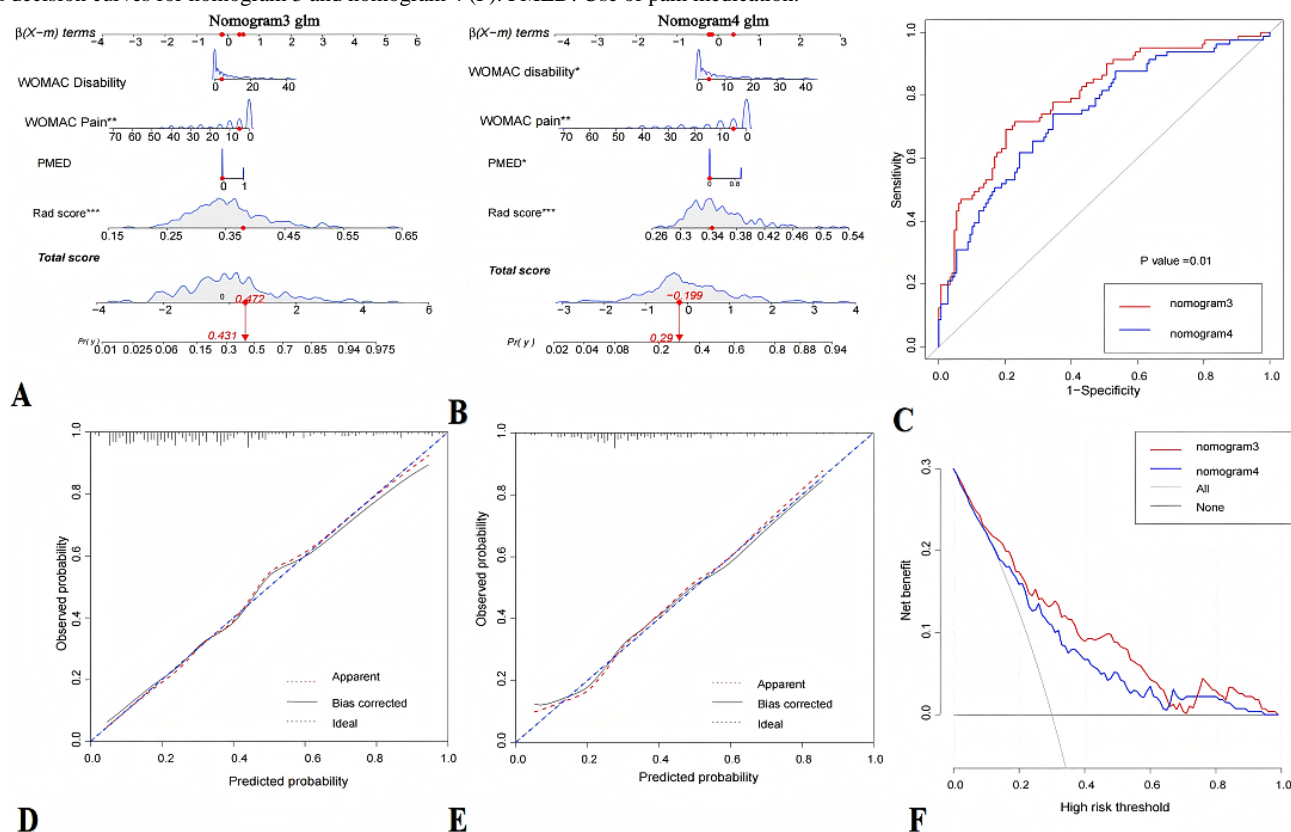 decision curves for nomogram 3 and nomogram 4 (F). PMED: Use of pain medication.
Nomogram3 glm
β(X−m) terms
−4 −3 −2 −1 0 1 2 3 4 5 6
WOMAC Disability
0 20 40
WOMAC Pain**
70 60 50 40 30 20 10 0
PMED
0 1
Rad score***
0.15 0.25 0.35 0.45 0.55 0.65
Total score
0
0.472
−4 −2 0 2 4 6
0.431
Pr( y )
0.01 0.025 0.06 0.15 0.3 0.5 0.7 0.85 0.94 0.975
A
Nomogram4 glm
β(X−m) terms
−4 −3 −2 −1 0 1 2 3
WOMAC disability*
0 20 40
WOMAC pain**
70 60 50 40 30 20 10 0
PMED*
0 0.8
Rad score***
0.26 0.3 0.34 0.38 0.42 0.46 0.5 0.54
Total score
−0.199
−3 −2 −1 0 1 2 3 4
0.29
Pr( y )
0.02 0.04 0.08 0.2 0.4 0.6 0.8 0.88 0.94
B
Sensitivity
1.0
0.8
0.6
0.4
0.2
0.0
P value =0.01
nomogram3
nomogram4
0.0 0.2 0.4 0.6 0.8 1.0
1−Specificity
C
Observed probability
1.0
0.8
0.6
0.4
0.2
0.0
Apparent
Bias corrected
Ideal
0.0 0.2 0.4 0.6 0.8 1.0
Predicted probability
D
Observed probability
1.0
0.8
0.6
0.4
0.2
0.0
Apparent
Bias corrected
Ideal
0.0 0.2 0.4 0.6 0.8 1.0
Predicted probability
E
nomogram3
nomogram4
All
None
Net benefit
0.3
0.2
0.1
0.0
0.0 0.2 0.4 0.6 0.8 1.0
High risk threshold
F